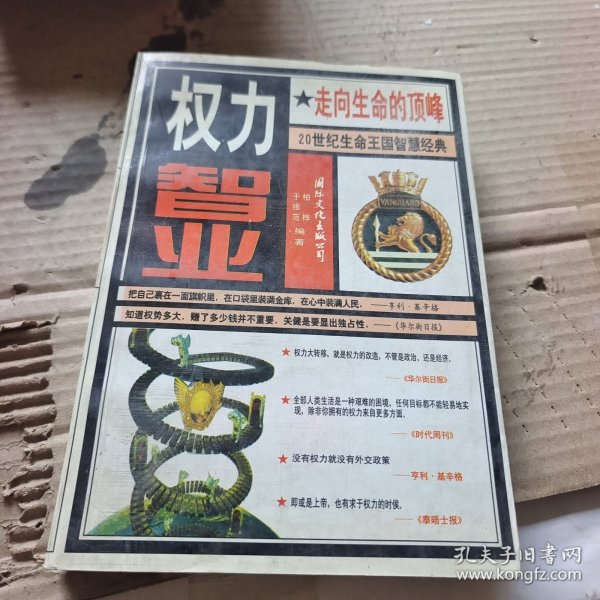 权力
智业
★走向生命的顶峰
20世纪生命王国智慧经典
国际文化出版公司
柏桦
于维范 编著
VANGUARD
把自己裹在一面旗帜里，在口袋里装满金库，在心中装满人民。——亨利·基辛格
知道权势多大，赚了多少钱并不重要，关健是要显出独占性。——《华尔街日报》
★ 权力大转移，就是权力的改造，不管是政治、还是经济。
——《华尔街日报》
★ 全部人类生活是一种艰难的困境，任何目标都不能轻易地实
现，除非你拥有的权力来自更多方面。
——《时代周刊》
★ 没有权力就没有外交政策
——亨利·基辛格
★ 即或是上帝，也有求于权力的时侯。
——《泰晤士报》
孔夫子旧书网
www.kongfz.com